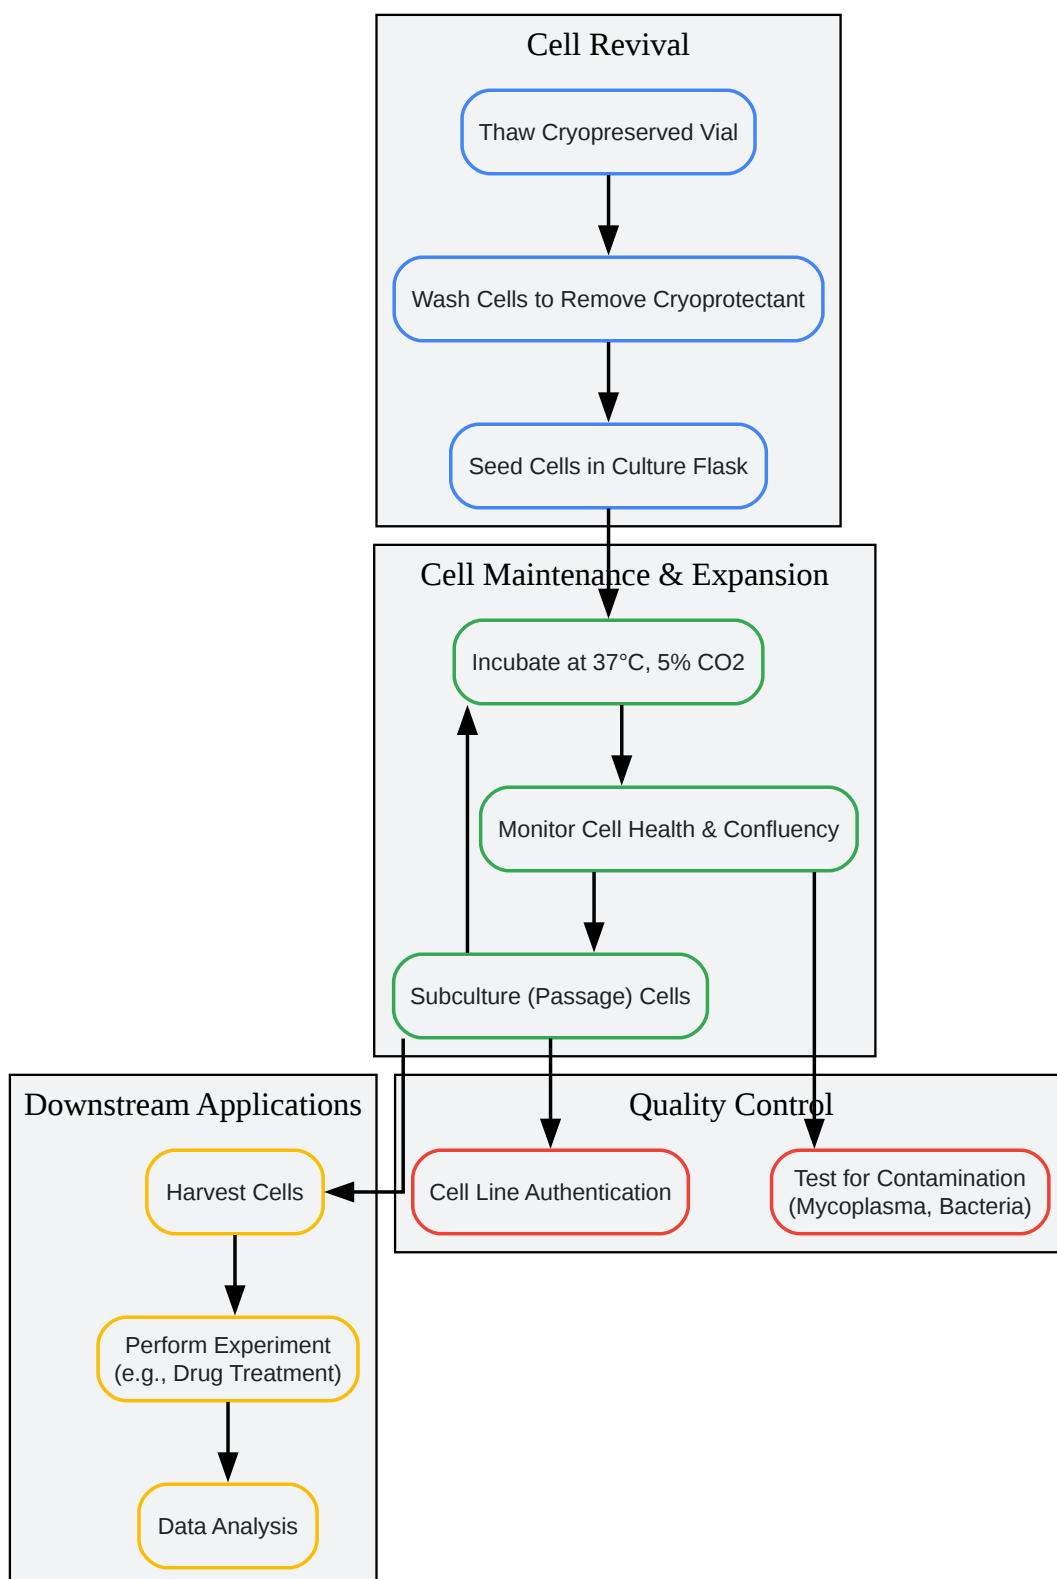 Cell Revival
Thaw Cryopreserved Vial
Wash Cells to Remove Cryoprotectant
Seed Cells in Culture Flask
Cell Maintenance & Expansion
Incubate at 37°C, 5% CO2
Monitor Cell Health & Confluency
Subculture (Passage) Cells
Downstream Applications
Harvest Cells
Perform Experiment
(e.g., Drug Treatment)
Data Analysis
Quality Control
Cell Line Authentication
Test for Contamination
(Mycoplasma, Bacteria)